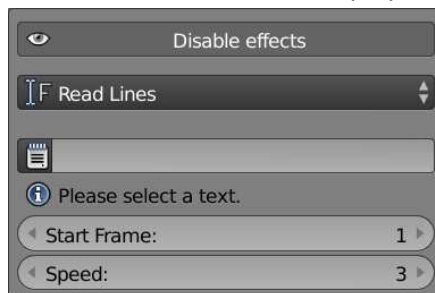 Disable effects
Read Lines
Please select a text.
Start Frame: 1
Speed: 3